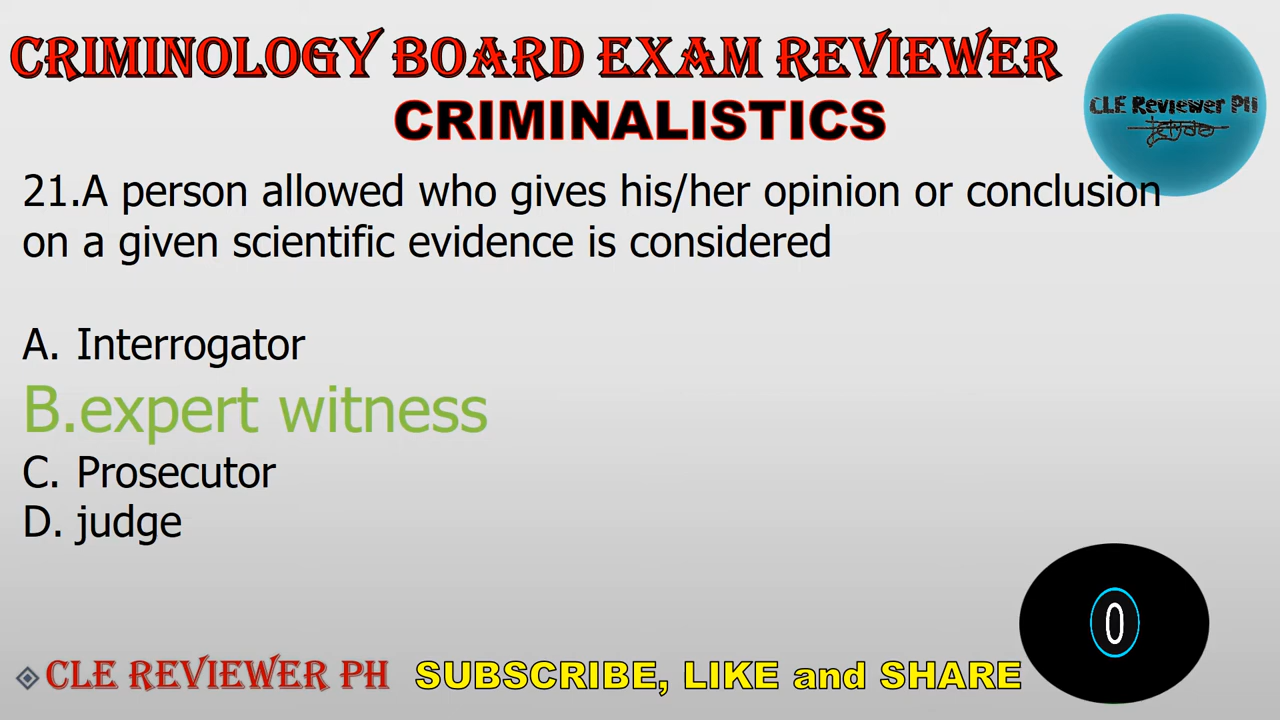 CRIMINOLOGY BOARD EXAM REVIEWER
CRIMINALISTICS
CLE Reviewer PH
21.A person allowed who gives his/her opinion or conclusion
on a given scientific evidence is considered
A. Interrogator
B.expert witness
C. Prosecutor
D. judge
0
CLE REVIEWER PH SUBSCRIBE, LIKE and SHARE